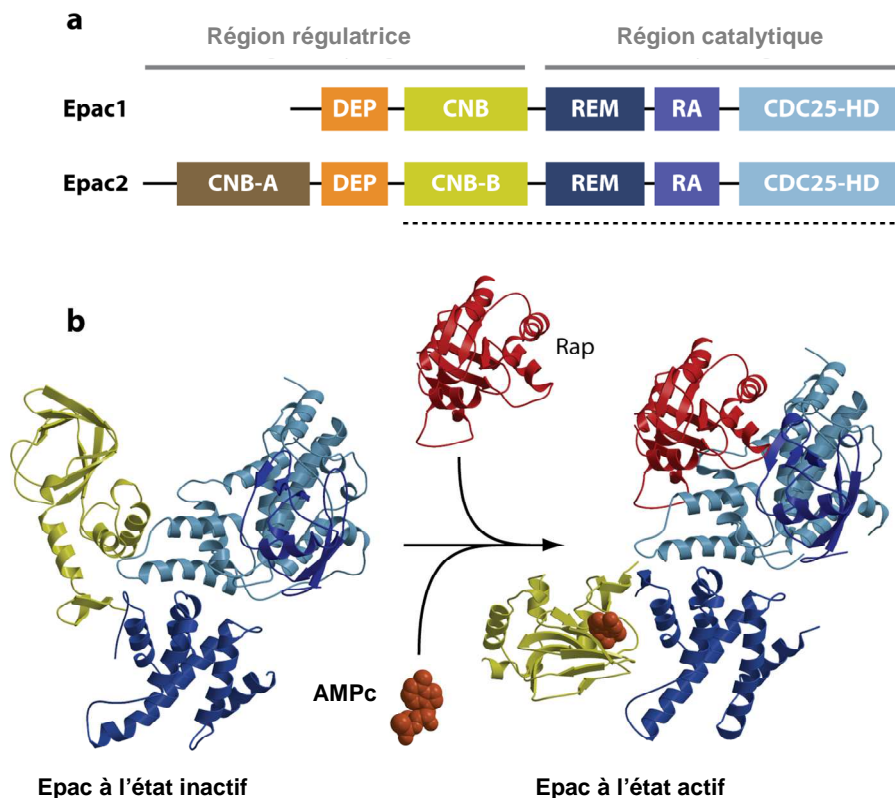 a
Région régulatrice Région catalytique
Epac1 DEP CNB REM RA CDC25-HD
Epac2 CNB-A DEP CNB-B REM RA CDC25-HD
b
Rap
AMPc
Epac à l'état inactif Epac à l'état actif